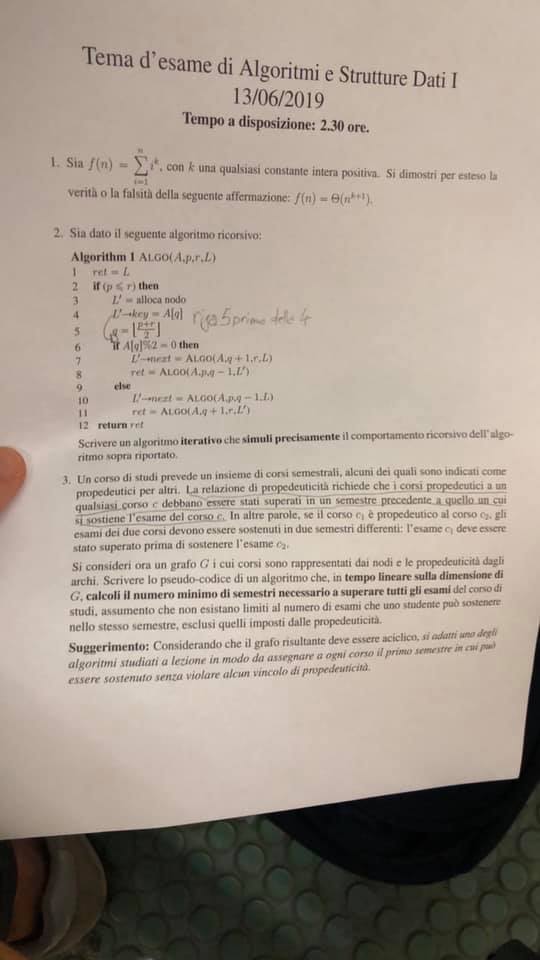 Tema d'esame di Algoritmi e Strutture Dati I
13/06/2019
Tempo a disposizione: 2.30 ore.
1. Sia f(n) = ∑ⁿᵢ₌₁ iᵏ, con k una qualsiasi constante intera positiva. Si dimostri per esteso la
verità o la falsità della seguente affermazione: f(n) = Θ(nᵏ⁺¹).
2. Sia dato il seguente algoritmo ricorsivo:
Algorithm 1 ALGO(A,p,r,L)
1 ret = L
2 if (p ⩽ r) then
3 L' = alloca nodo
4 L'→key = A[q] riga 5 prima della 4
5 q = ⌊(p+r)/2⌋
6 if A[q]%2 = 0 then
7 L'→next = ALGO(A,q+1,r,L)
8 ret = ALGO(A,p,q−1,L')
9 else
10 L'→next = ALGO(A,p,q−1,L)
11 ret = ALGO(A,q+1,r,L')
12 return ret
Scrivere un algoritmo iterativo che simuli precisamente il comportamento ricorsivo dell'algo-
ritmo sopra riportato.
3. Un corso di studi prevede un insieme di corsi semestrali, alcuni dei quali sono indicati come
propedeutici per altri. La relazione di propedeuticità richiede che i corsi propedeutici a un
qualsiasi corso c debbano essere stati superati in un semestre precedente a quello un cui
si sostiene l'esame del corso c. In altre parole, se il corso c₁ è propedeutico al corso c₂, gli
esami dei due corsi devono essere sostenuti in due semestri differenti: l'esame c₁ deve essere
stato superato prima di sostenere l'esame c₂.
Si consideri ora un grafo G i cui corsi sono rappresentati dai nodi e le propedeuticità dagli
archi. Scrivere lo pseudo-codice di un algoritmo che, in tempo lineare sulla dimensione di
G, calcoli il numero minimo di semestri necessario a superare tutti gli esami del corso di
studi, assumento che non esistano limiti al numero di esami che uno studente può sostenere
nello stesso semestre, esclusi quelli imposti dalle propedeuticità.
Suggerimento: Considerando che il grafo risultante deve essere aciclico, si adatti uno degli
algoritmi studiati a lezione in modo da assegnare a ogni corso il primo semestre in cui può
essere sostenuto senza violare alcun vincolo di propedeuticità.